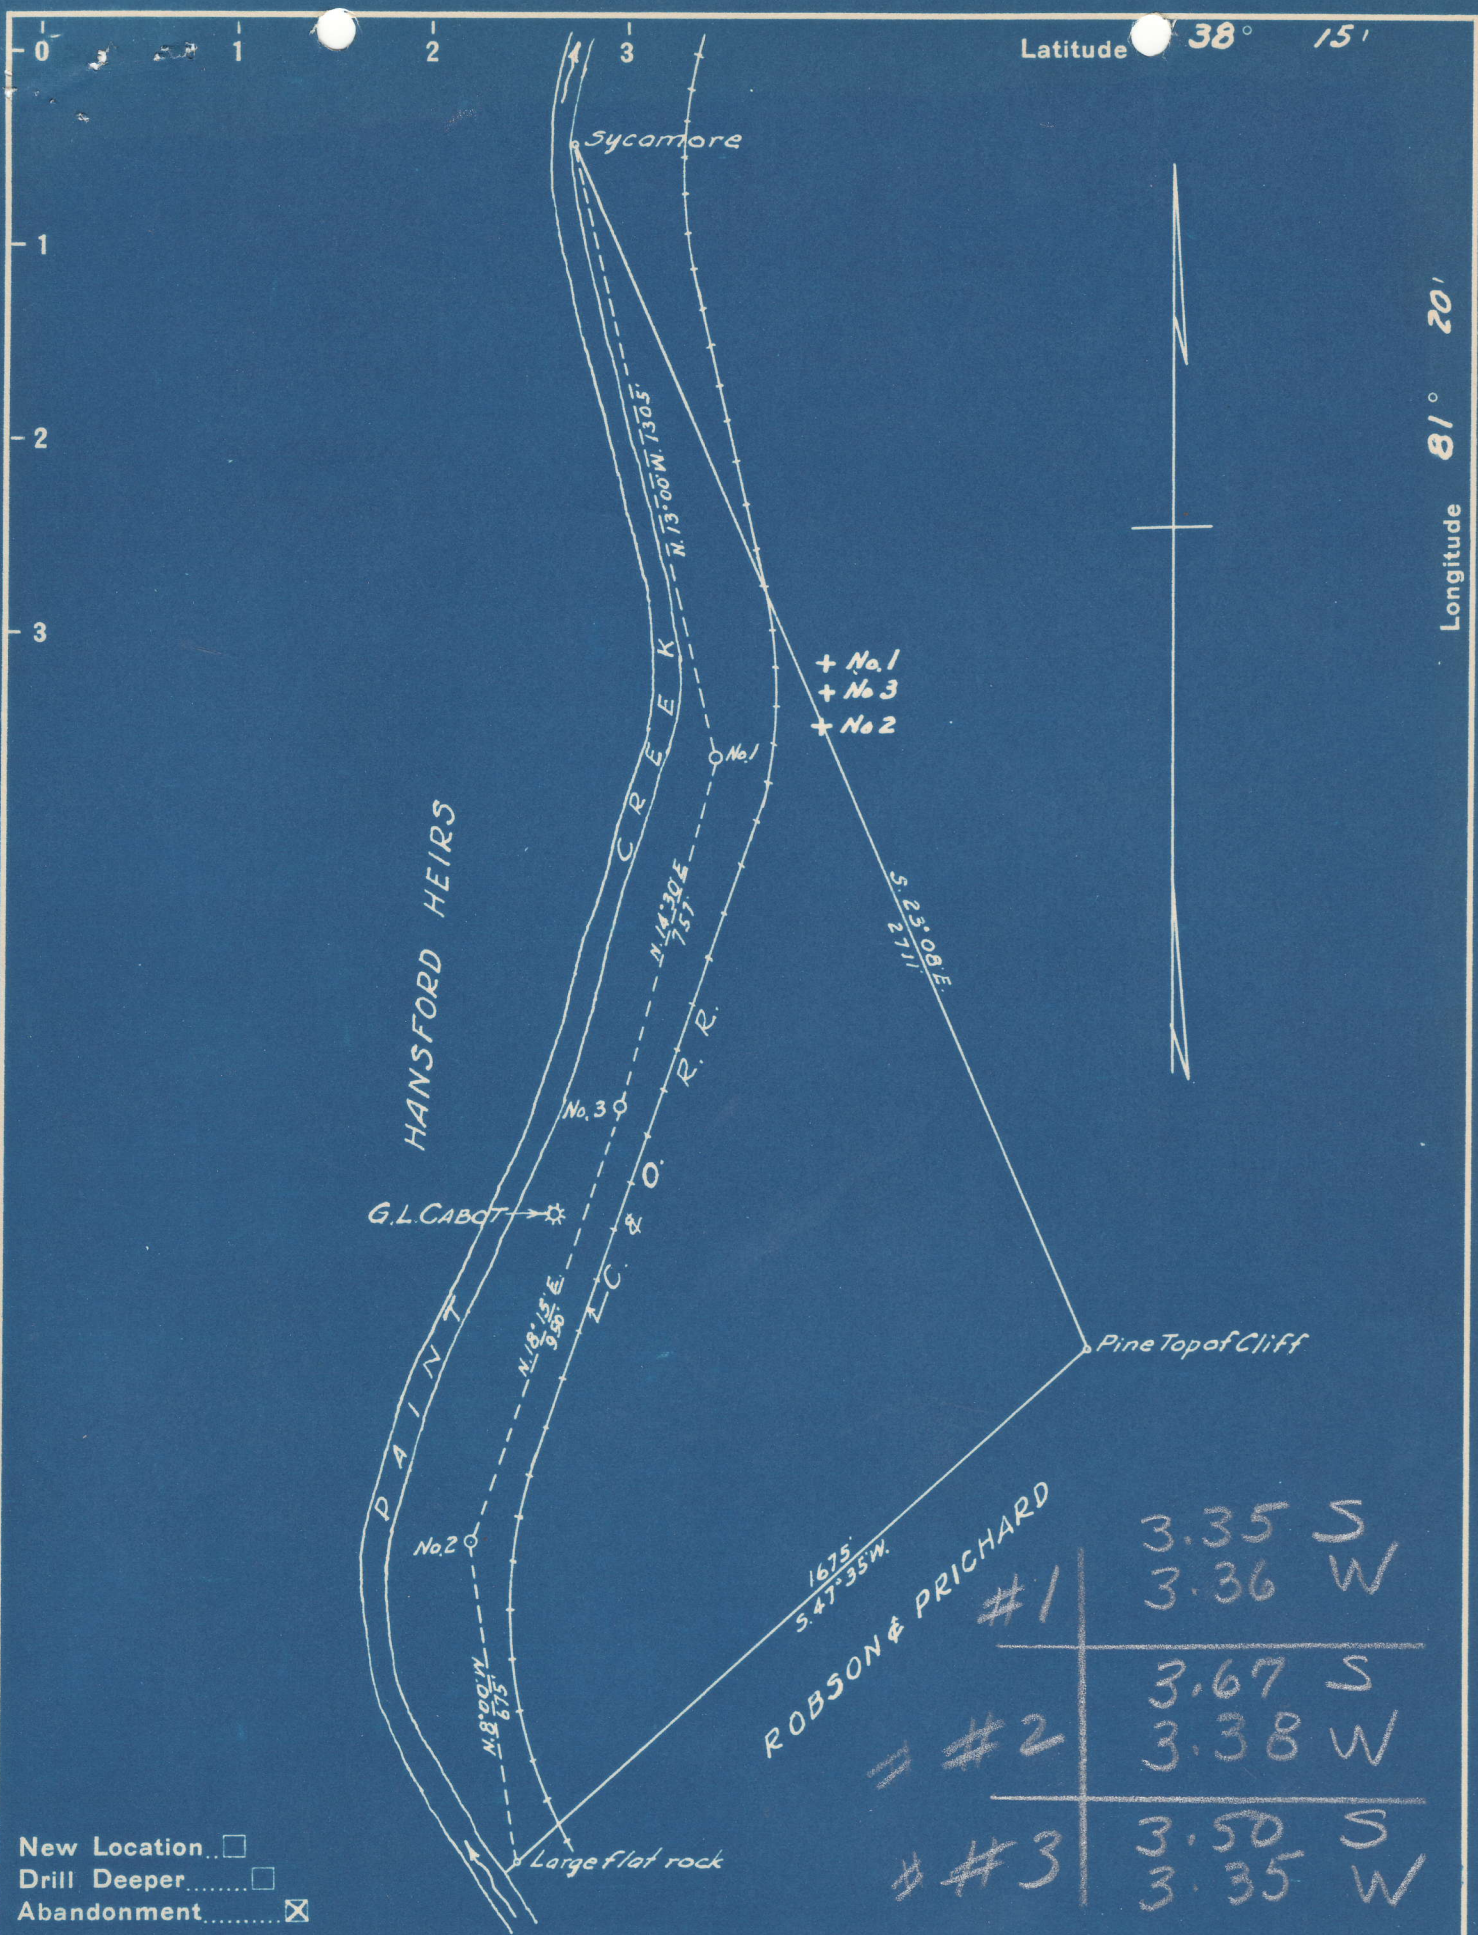 0 1 2 3
Latitude 38° 15'
Sycamore
1
2
3
Longitude 81° 20'
N. 13°00' W. 1305'
+ No. 1
+ No 3
+ No 2
No. 1
CREEK
HANSFORD HEIRS
N. 14°30' E
757'
S. 23°08' E.
2711'
R. R.
No. 3
C. & O.
G. L. CABOT
N. 18°15' E.
950'
PAINT
Pine Top of Cliff
No. 2
1675'
S. 47°35' W.
ROBSON & PRICHARD
N. 8°00' W
675
Large flat rock
#1
3.35 S
3.36 W
#2
3.67 S
3.38 W
#3
3.50 S
3.35 W
New Location..
Drill Deeper........
Abandonment..........